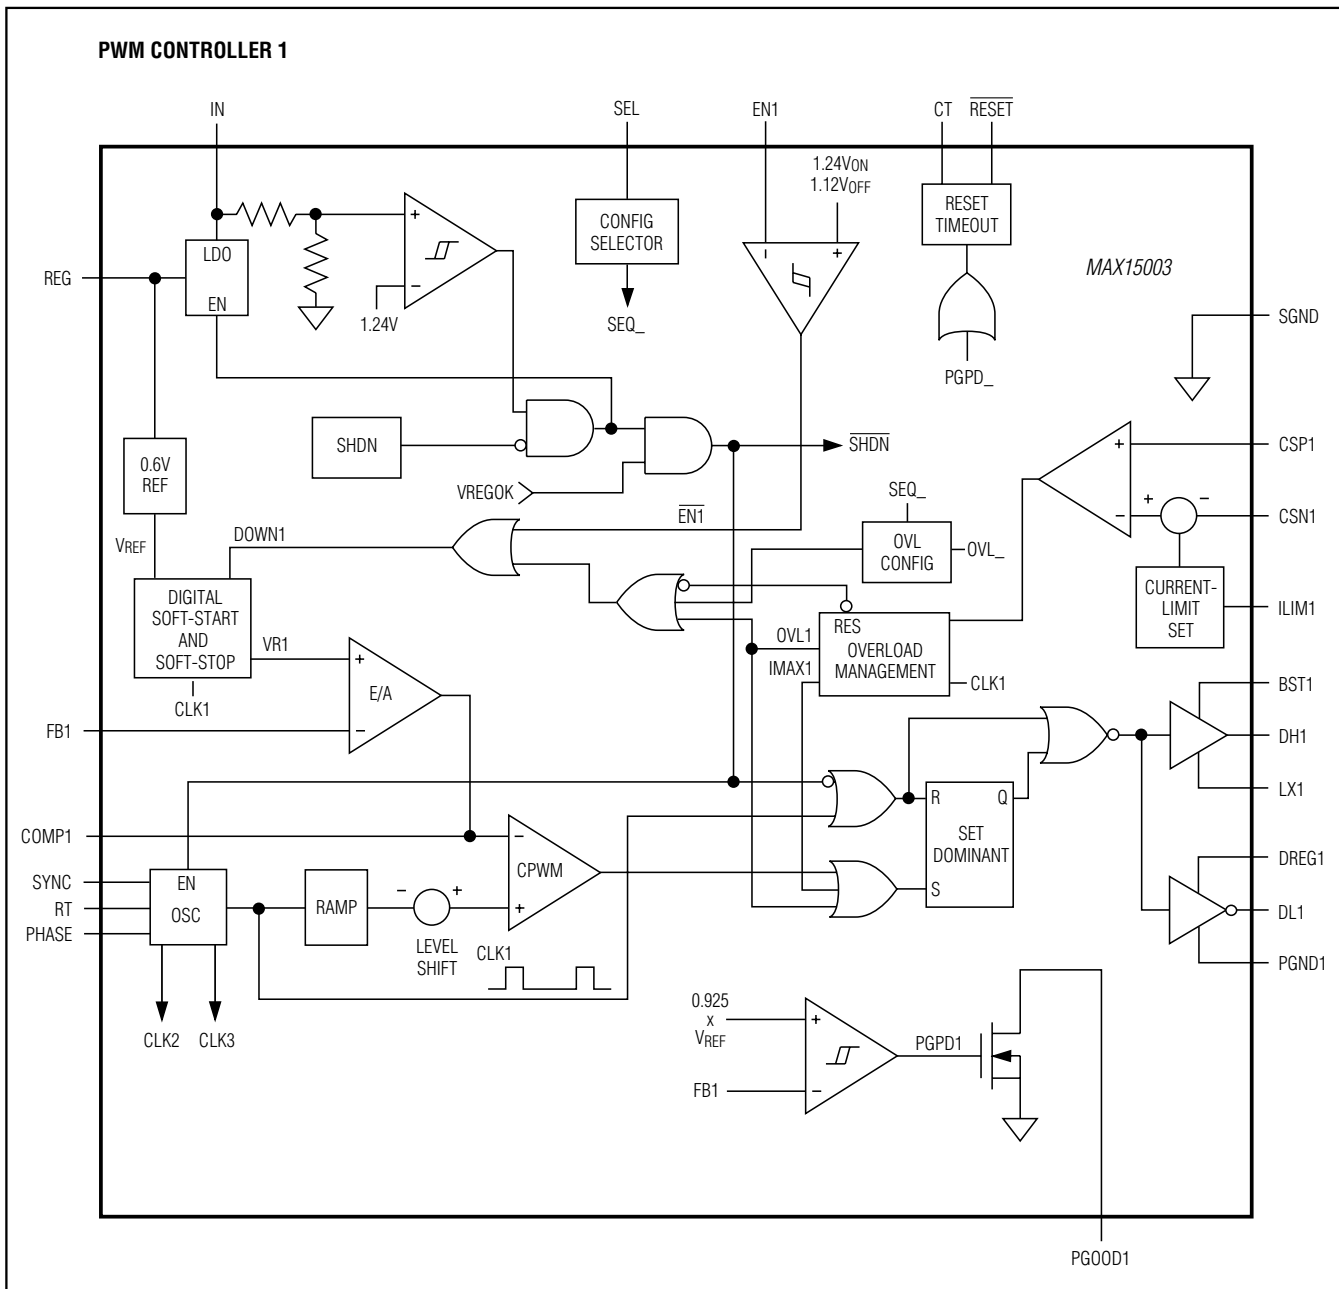 PWM CONTROLLER 1
IN
SEL
EN1
CT
RESET
1.24VON
1.12VOFF
CONFIG
SELECTOR
RESET
TIMEOUT
MAX15003
LDO
EN
REG
+
−
1.24V
SEQ_
−
+
PGPD_
SGND
SHDN
SHDN
VREGOK
0.6V
REF
VREF
DOWN1
EN1
SEQ_
OVL
CONFIG
OVL_
+
−
+
−
CSP1
CSN1
CURRENT-
LIMIT
SET
ILIM1
DIGITAL
SOFT-START
AND
SOFT-STOP
VR1
CLK1
+
E/A
−
OVL1
IMAX1
RES
OVERLOAD
MANAGEMENT
CLK1
FB1
BST1
DH1
LX1
COMP1
R
Q
SET
DOMINANT
S
SYNC
RT
PHASE
EN
OSC
RAMP
−
+
LEVEL
SHIFT
−
CPWM
+
CLK1
DREG1
DL1
PGND1
CLK2
CLK3
0.925
x
VREF
FB1
+
−
PGPD1
PGOOD1